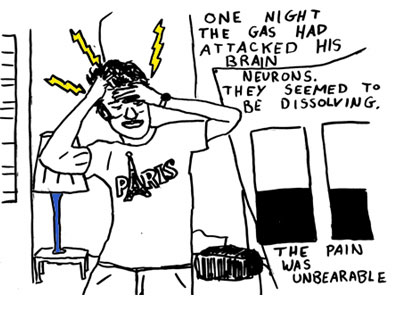 ONE NIGHT
THE GAS HAD
ATTACKED HIS
BRAIN
NEURONS.
THEY SEEMED TO
BE DISSOLVING.
PARIS
THE PAIN
WAS
UNBEARABLE